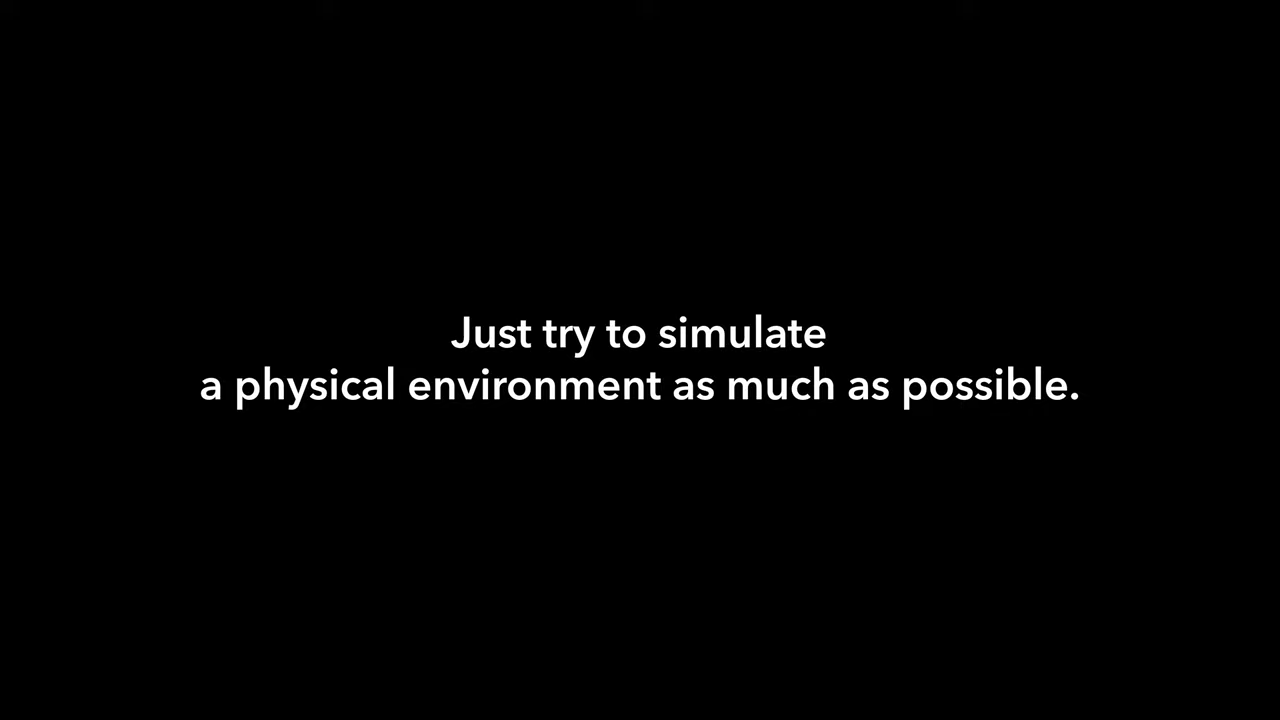 Just try to simulate
a physical environment as much as possible.